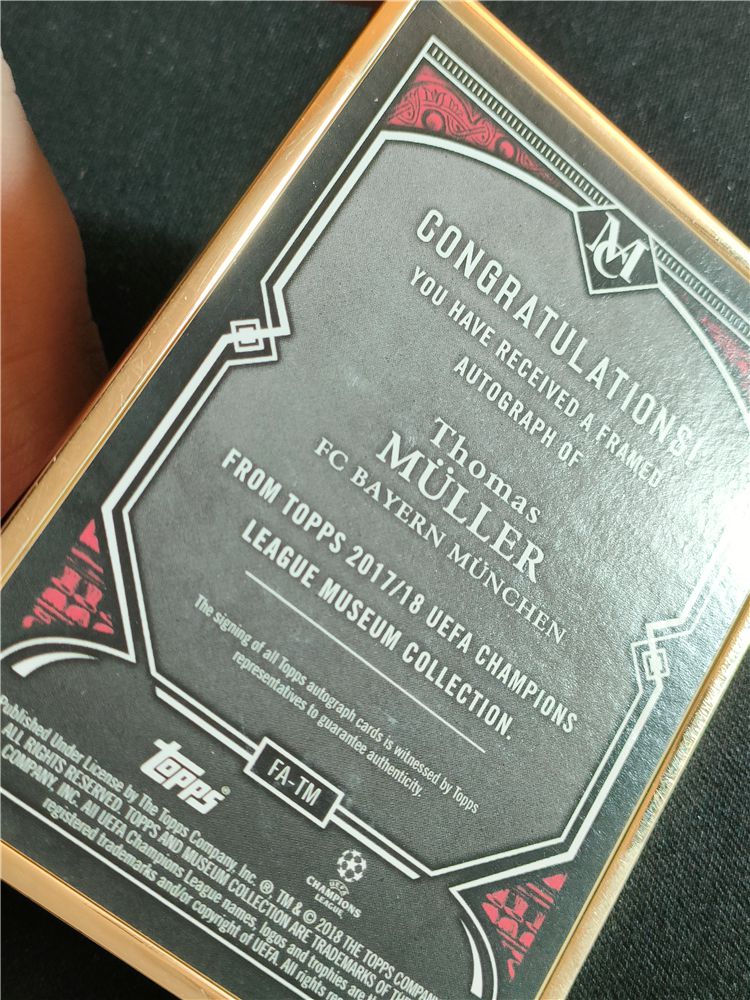 MC
CONGRATULATIONS!
YOU HAVE RECEIVED A FRAMED
AUTOGRAPH OF
Thomas
MÜLLER
FC BAYERN MÜNCHEN
FROM TOPPS 2017/18 UEFA CHAMPIONS
LEAGUE MUSEUM COLLECTION.
The signing of all Topps autograph cards is witnessed by Topps
representatives to guarantee authenticity.
topps®
FA-TM
UEFA
CHAMPIONS
LEAGUE
Published Under License by The Topps Company, Inc. ®, TM & © 2018 THE TOPPS COMPANY
ALL RIGHTS RESERVED. TOPPS AND MUSEUM COLLECTION ARE TRADEMARKS OF THE
COMPANY, INC. All UEFA Champions League names, logos and trophies are
registered trademarks and/or copyright of UEFA. All rights